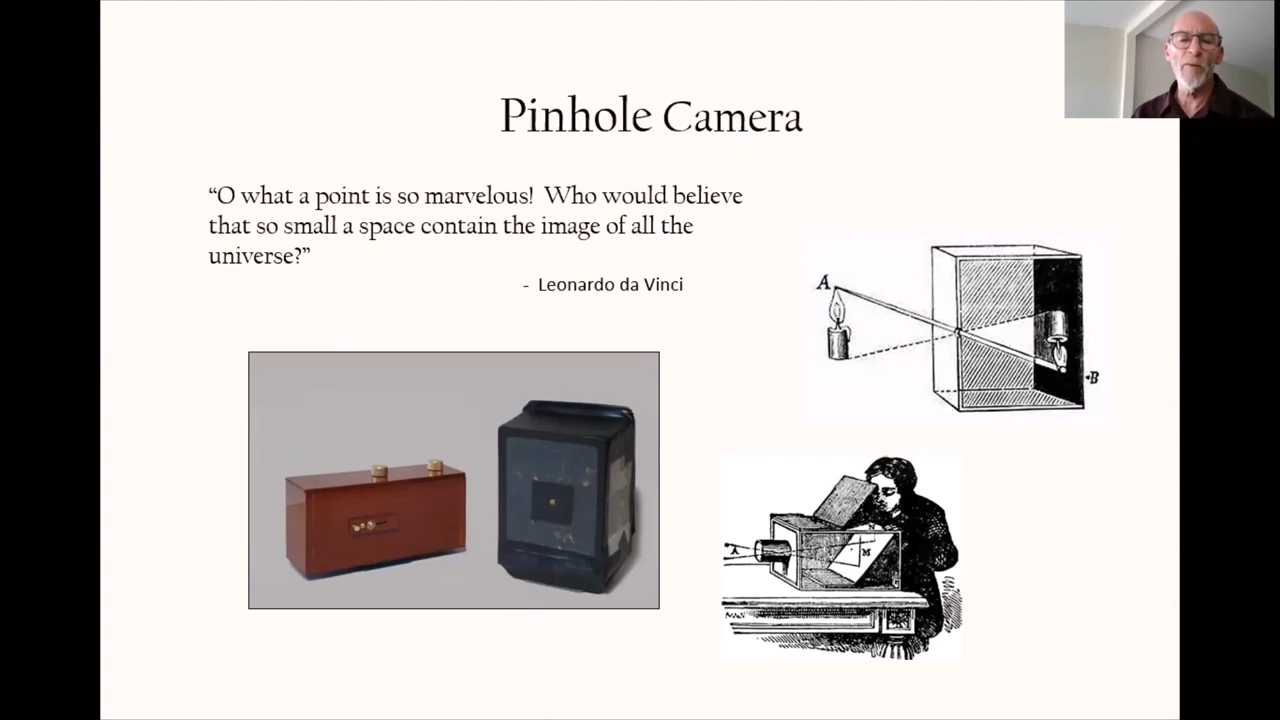 Pinhole Camera
“O what a point is so marvelous!  Who would believe
that so small a space contain the image of all the
universe?”
- Leonardo da Vinci
A
B
A
N
M